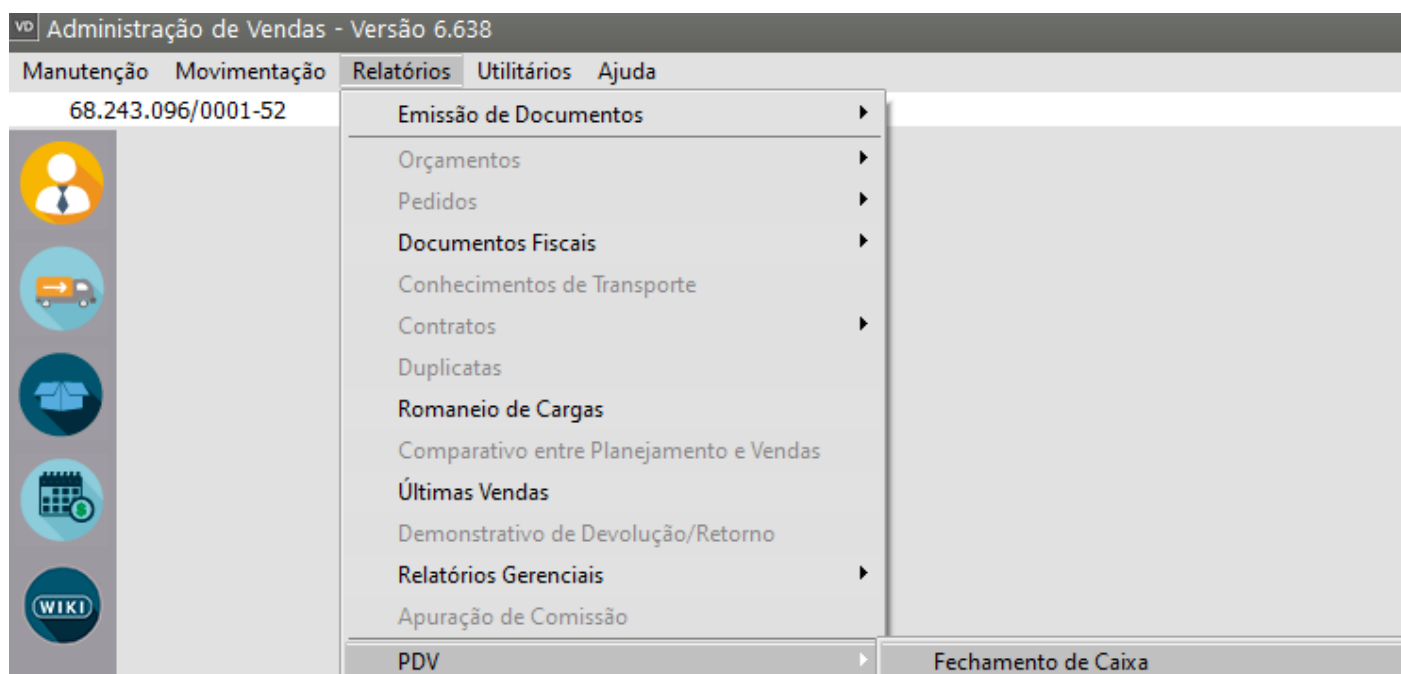 VD Administração de Vendas - Versão 6.638
Manutenção Movimentação Relatórios Utilitários Ajuda
68.243.096/0001-52
Emissão de Documentos
Orçamentos
Pedidos
Documentos Fiscais
Conhecimentos de Transporte
Contratos
Duplicatas
Romaneio de Cargas
Comparativo entre Planejamento e Vendas
Últimas Vendas
Demonstrativo de Devolução/Retorno
Relatórios Gerenciais
WIKI
Apuração de Comissão
PDV Fechamento de Caixa